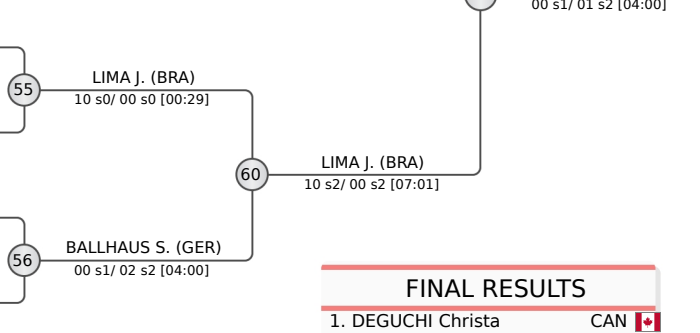 00 s1/ 01 s2 [04:00]
LIMA J. (BRA)
55
10 s0/ 00 s0 [00:29]
LIMA J. (BRA)
60
10 s2/ 00 s2 [07:01]
BALLHAUS S. (GER)
56
00 s1/ 02 s2 [04:00]
FINAL RESULTS
1. DEGUCHI Christa CAN